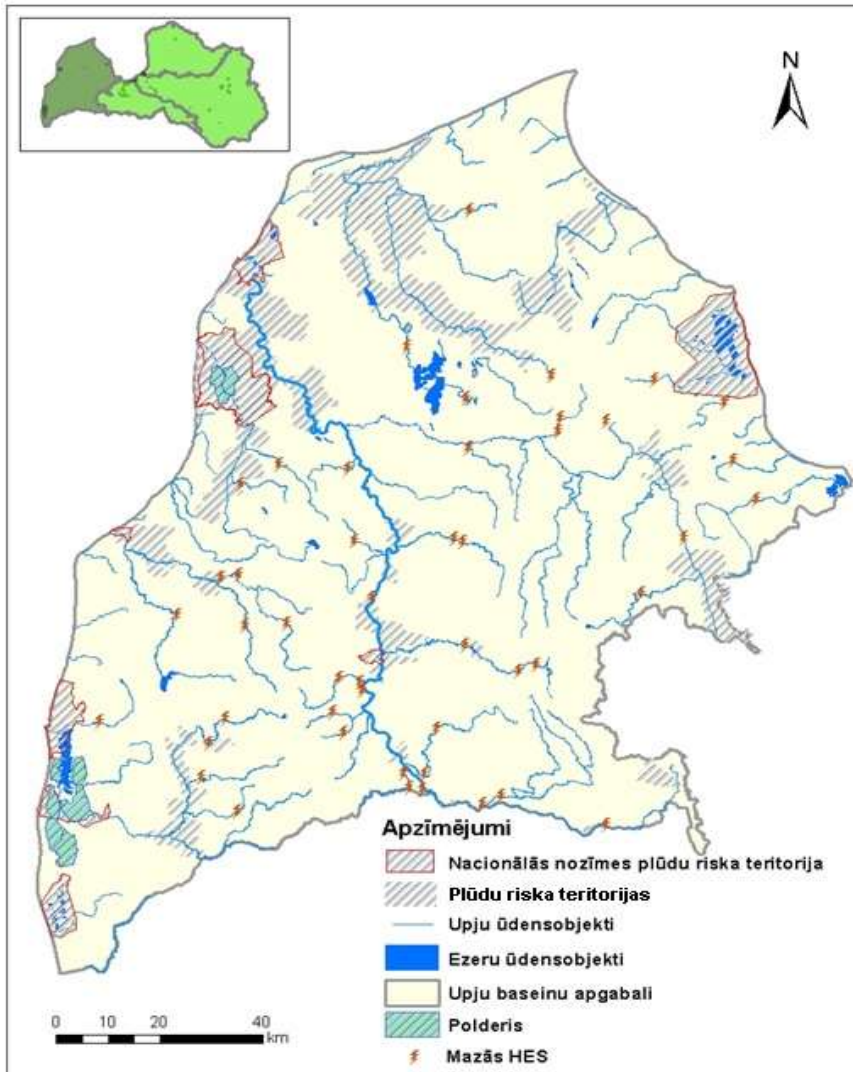 N
Apzīmējumi
Nacionālās nozīmes plūdu riska teritorija
Plūdu riska teritorijas
Upju ūdensobjekti
Ezeru ūdensobjekti
Upju baseinu apgabali
Polderis
Mazās HES
0 10 20 40
km